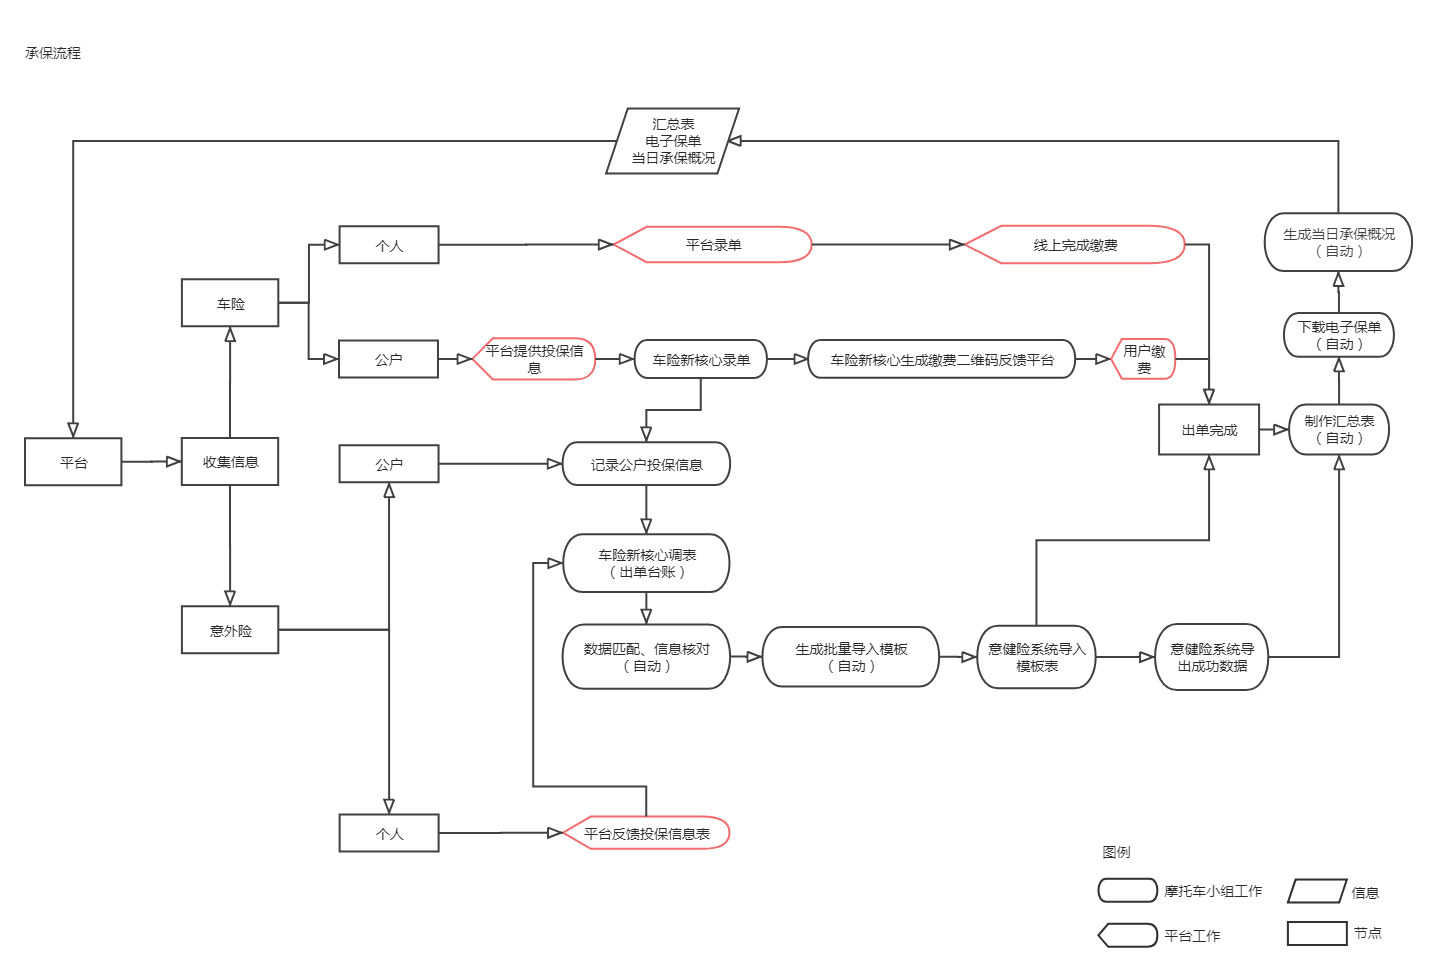 承保流程
汇总表
电子保单
当日承保概况
个人
平台录单
线上完成缴费
生成当日承保概况
（自动）
车险
下载电子保单
（自动）
公户
平台提供投保信
息
车险新核心录单
车险新核心生成缴费二维码反馈平台
用户缴
费
出单完成
制作汇总表
（自动）
平台
收集信息
公户
记录公户投保信息
车险新核心调表
（出单台账）
意外险
数据匹配、信息核对
（自动）
生成批量导入模板
（自动）
意健险系统导入
模板表
意健险系统导
出成功数据
个人
平台反馈投保信息表
图例
摩托车小组工作
信息
平台工作
节点